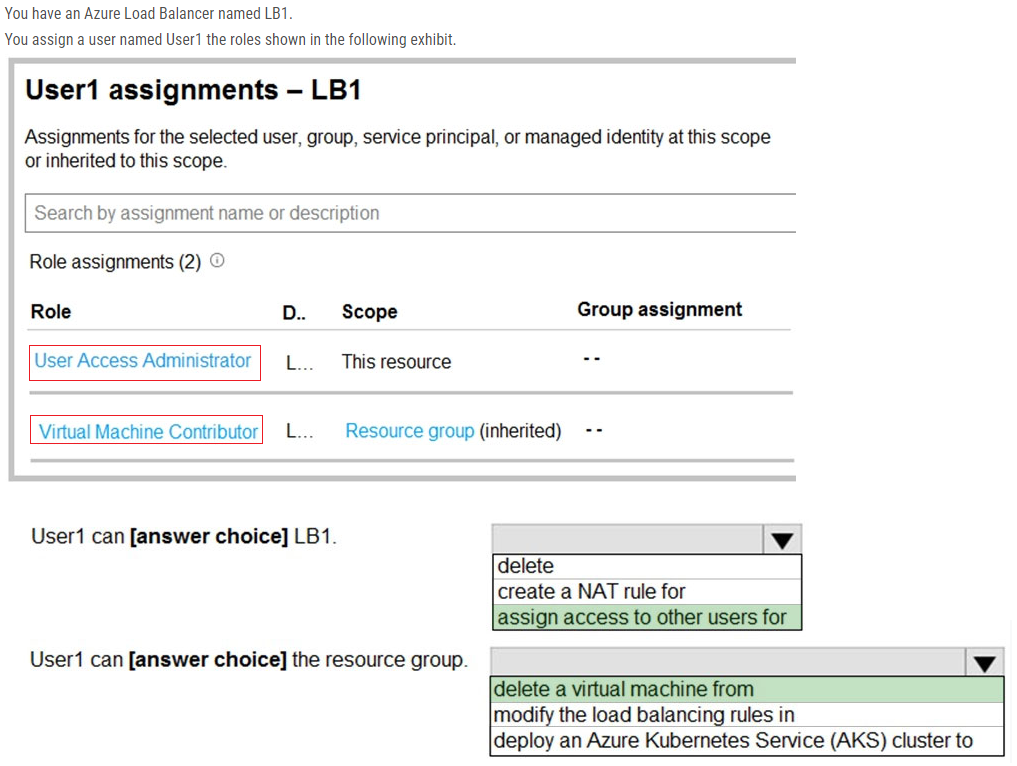 You have an Azure Load Balancer named LB1.
You assign a user named User1 the roles shown in the following exhibit.
User1 assignments – LB1
Assignments for the selected user, group, service principal, or managed identity at this scope
or inherited to this scope.
Search by assignment name or description
Role assignments (2)
Role D.. Scope Group assignment
User Access Administrator L... This resource --
Virtual Machine Contributor L... Resource group (inherited) --
User1 can [answer choice] LB1.
delete
create a NAT rule for
assign access to other users for
User1 can [answer choice] the resource group.
delete a virtual machine from
modify the load balancing rules in
deploy an Azure Kubernetes Service (AKS) cluster to